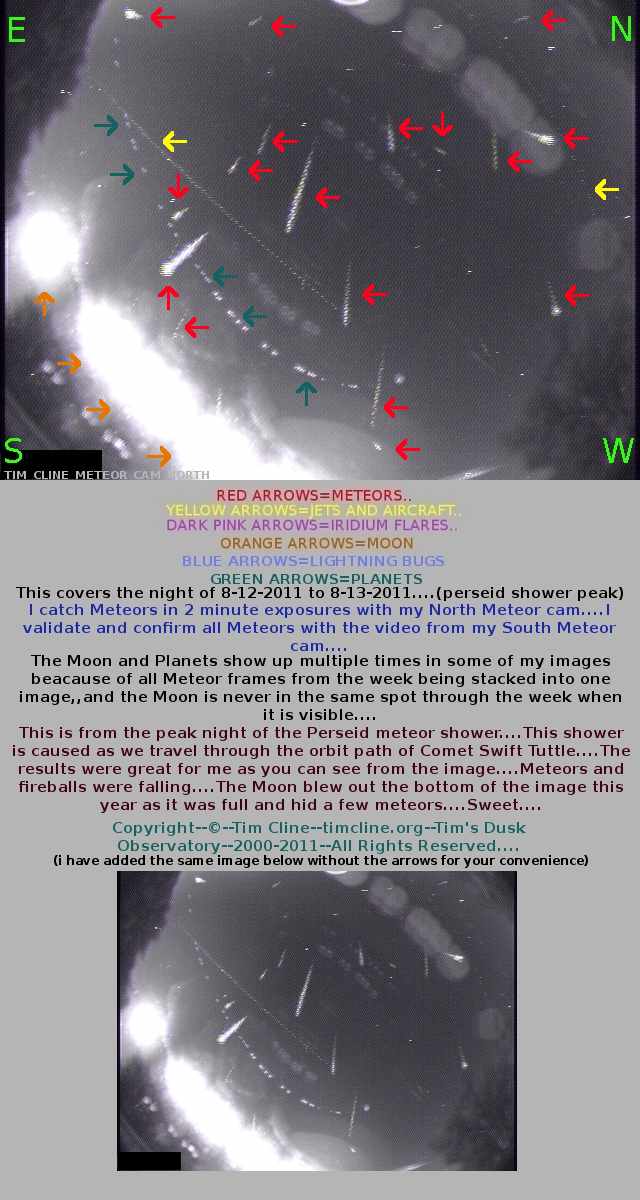 E
N
S
W
TIM CLINE METEOR CAM NORTH
RED ARROWS=METEORS..
YELLOW ARROWS=JETS AND AIRCRAFT..
DARK PINK ARROWS=IRIDIUM FLARES..
ORANGE ARROWS=MOON
BLUE ARROWS=LIGHTNING BUGS
GREEN ARROWS=PLANETS
This covers the night of 8-12-2011 to 8-13-2011....(perseid shower peak)
I catch Meteors in 2 minute exposures with my North Meteor cam....I
validate and confirm all Meteors with the video from my South Meteor
cam....
The Moon and Planets show up multiple times in some of my images
beacause of all Meteor frames from the week being stacked into one
image,,and the Moon is never in the same spot through the week when
it is visible....
This is from the peak night of the Perseid meteor shower....This shower
is caused as we travel through the orbit path of Comet Swift Tuttle....The
results were great for me as you can see from the image....Meteors and
fireballs were falling....The Moon blew out the bottom of the image this
year as it was full and hid a few meteors....Sweet....
Copyright--©--Tim Cline--timcline.org--Tim's Dusk
Observatory--2000-2011--All Rights Reserved....
(i have added the same image below without the arrows for your convenience)